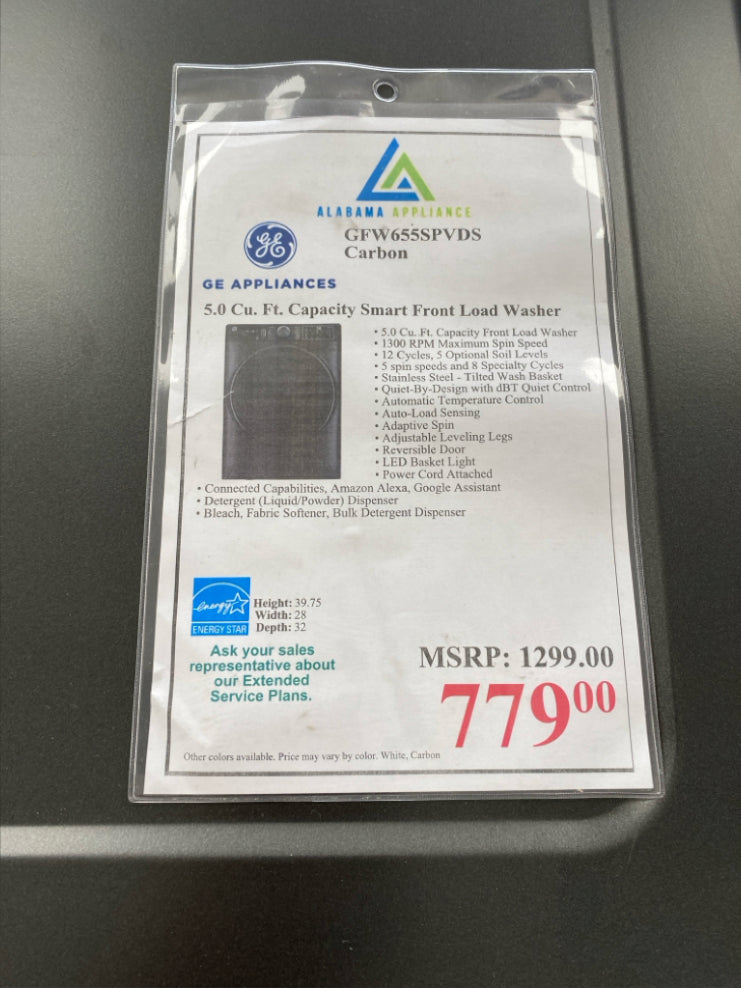 ALABAMA APPLIANCE
GE
GE APPLIANCES
GFW655SPVDS
Carbon
5.0 Cu. Ft. Capacity Smart Front Load Washer
• 5.0 Cu. Ft. Capacity Front Load Washer
• 1300 RPM Maximum Spin Speed
• 12 Cycles, 5 Optional Soil Levels
• 5 spin speeds and 8 Specialty Cycles
• Stainless Steel - Tilted Wash Basket
• Quiet-By-Design with dBT Quiet Control
• Automatic Temperature Control
• Auto-Load Sensing
• Adaptive Spin
• Adjustable Leveling Legs
• Reversible Door
• LED Basket Light
• Power Cord Attached
• Connected Capabilities, Amazon Alexa, Google Assistant
• Detergent (Liquid/Powder) Dispenser
• Bleach, Fabric Softener, Bulk Detergent Dispenser
energy
ENERGY STAR
Height: 39.75
Width: 28
Depth: 32
Ask your sales
representative about
our Extended
Service Plans.
MSRP: 1299.00
779 00
Other colors available. Price may vary by color. White, Carbon